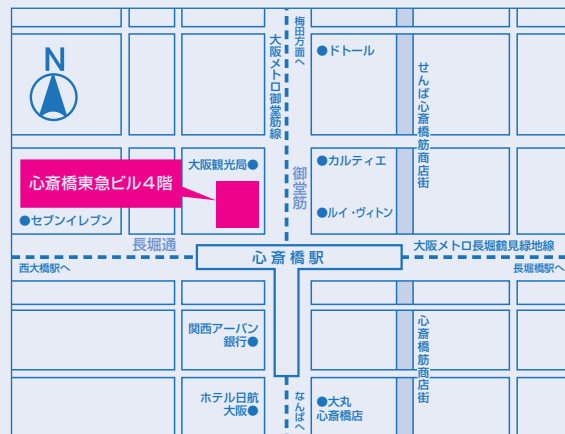 梅田方面へ
大阪メトロ御堂筋線
●ドトール
せんば心斎橋筋商店街
N
大阪観光局●
●カルティエ
心斎橋東急ビル4階
御堂筋
●ルイ・ヴィトン
●セブンイレブン
長堀通
心斎橋駅
大阪メトロ長堀鶴見緑地線
西大橋駅へ
長堀橋駅へ
関西アーバン
銀行●
心斎橋筋商店街
ホテル日航
大阪●
なんばへ
●大丸
心斎橋店